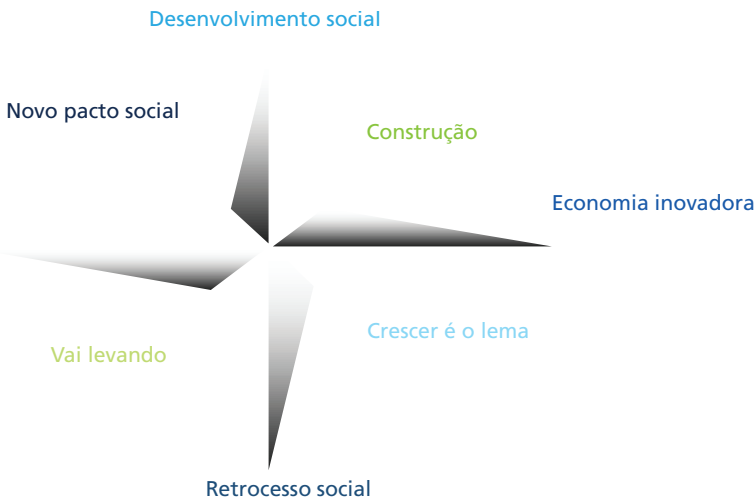 Desenvolvimento social
Novo pacto social
Construção
Economia inovadora
Crescer é o lema
Vai levando
Retrocesso social